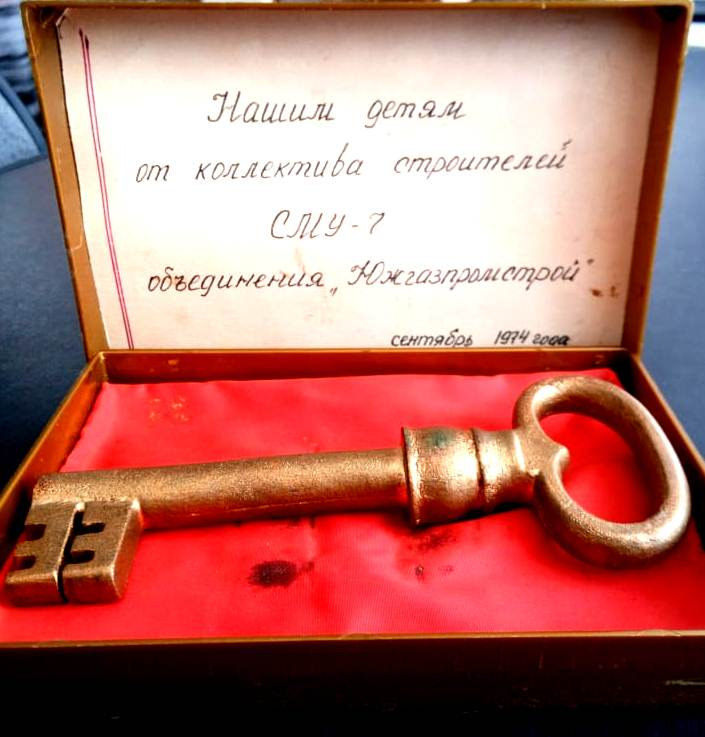 Нашим детям
от коллектива строителей
СМУ-7
объединения „Южгазпромстрой"
сентябрь 1974 года